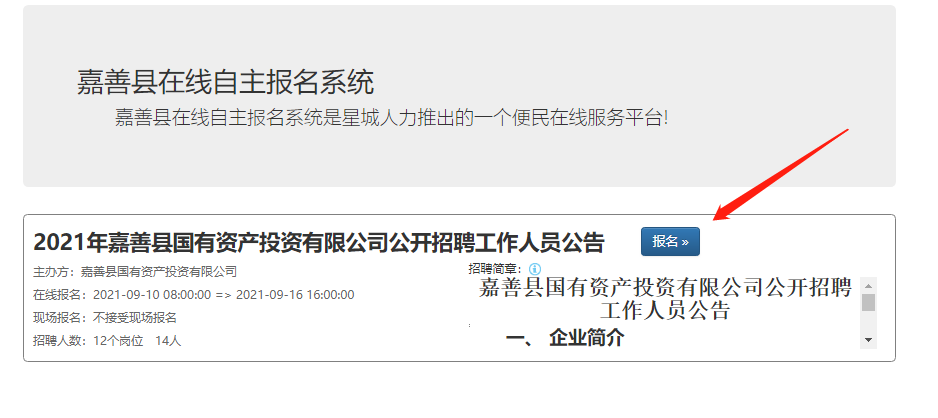 嘉善县在线自主报名系统
嘉善县在线自主报名系统是星城人力推出的一个便民在线服务平台!
2021年嘉善县国有资产投资有限公司公开招聘工作人员公告
报名 »
主办方：嘉善县国有资产投资有限公司
在线报名：2021-09-10 08:00:00 => 2021-09-16 16:00:00
现场报名：不接受现场报名
招聘人数：12个岗位 14人
招聘简章：
嘉善县国有资产投资有限公司公开招聘
工作人员公告
一、 企业简介